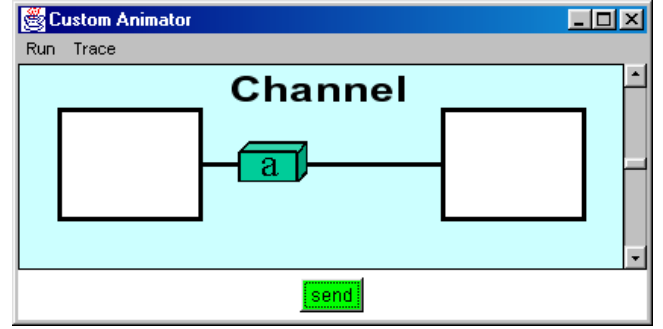 Custom Animator
Run Trace
Channel
a
send